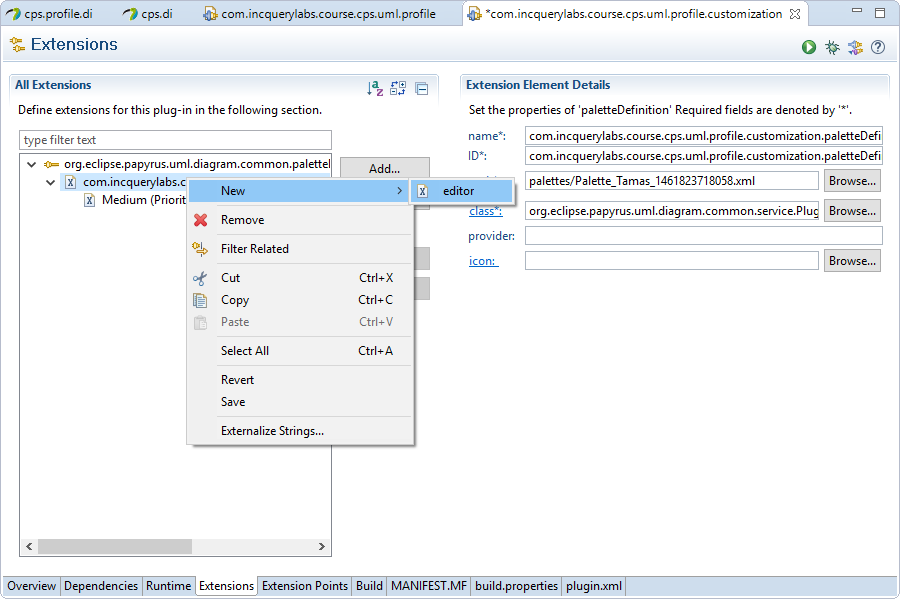 cps.profile.di
cps.di
com.incquerylabs.course.cps.uml.profile
*com.incquerylabs.course.cps.uml.profile.customization
Extensions
All Extensions
Define extensions for this plug-in in the following section.
type filter text
org.eclipse.papyrus.uml.diagram.common.palettel
com.incquerylabs.c
Medium (Priorit
Add...
New
editor
Remove
Filter Related
Cut Ctrl+X
Copy Ctrl+C
Paste Ctrl+V
Select All Ctrl+A
Revert
Save
Externalize Strings...
Extension Element Details
Set the properties of 'paletteDefinition' Required fields are denoted by '*'.
name*: com.incquerylabs.course.cps.uml.profile.customization.paletteDefi
ID*: com.incquerylabs.course.cps.uml.profile.customization.paletteDefi
palettes/Palette_Tamas_1461823718058.xml Browse...
class*: org.eclipse.papyrus.uml.diagram.common.service.Plug Browse...
provider:
icon: Browse...
Overview Dependencies Runtime Extensions Extension Points Build MANIFEST.MF build.properties plugin.xml